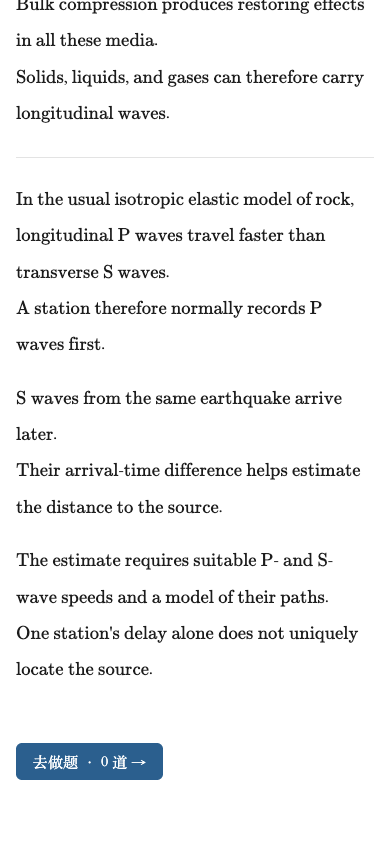 Bulk compression produces restoring effects
in all these media.
Solids, liquids, and gases can therefore carry
longitudinal waves.
In the usual isotropic elastic model of rock,
longitudinal P waves travel faster than
transverse S waves.
A station therefore normally records P
waves first.
S waves from the same earthquake arrive
later.
Their arrival-time difference helps estimate
the distance to the source.
The estimate requires suitable P- and S-
wave speeds and a model of their paths.
One station's delay alone does not uniquely
locate the source.
去做题 · 0 道 →